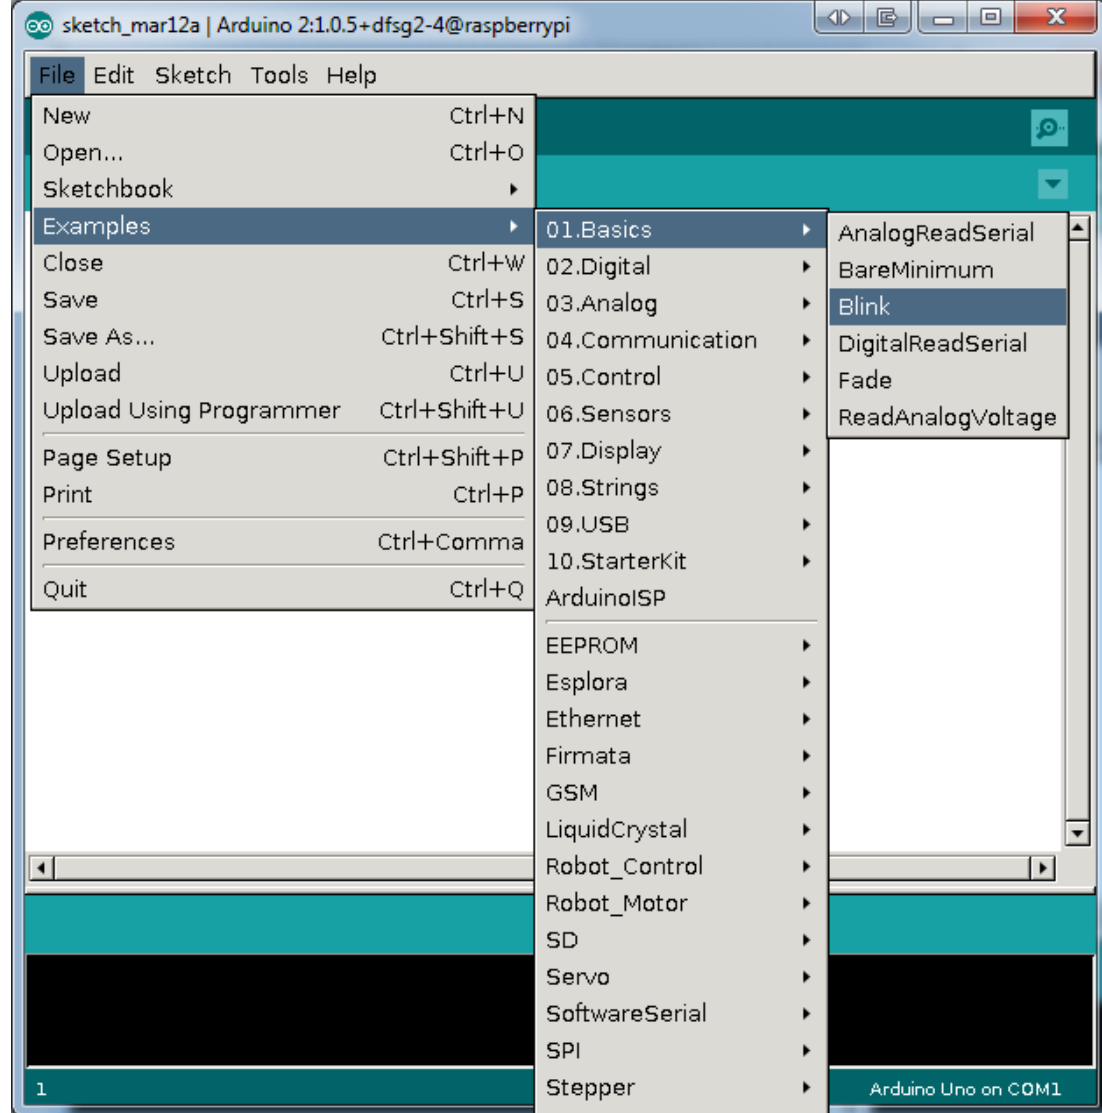 sketch_mar12a | Arduino 2:1.0.5+dfsg2-4@raspberrypi
File Edit Sketch Tools Help
New Ctrl+N
Open... Ctrl+O
Sketchbook
Examples
Close Ctrl+W
Save Ctrl+S
Save As... Ctrl+Shift+S
Upload Ctrl+U
Upload Using Programmer Ctrl+Shift+U
Page Setup Ctrl+Shift+P
Print Ctrl+P
Preferences Ctrl+Comma
Quit Ctrl+Q
01.Basics
02.Digital
03.Analog
04.Communication
05.Control
06.Sensors
07.Display
08.Strings
09.USB
10.StarterKit
ArduinoISP
EEPROM
Esplora
Ethernet
Firmata
GSM
LiquidCrystal
Robot_Control
Robot_Motor
SD
Servo
SoftwareSerial
SPI
Stepper
AnalogReadSerial
BareMinimum
Blink
DigitalReadSerial
Fade
ReadAnalogVoltage
1 Arduino Uno on COM1